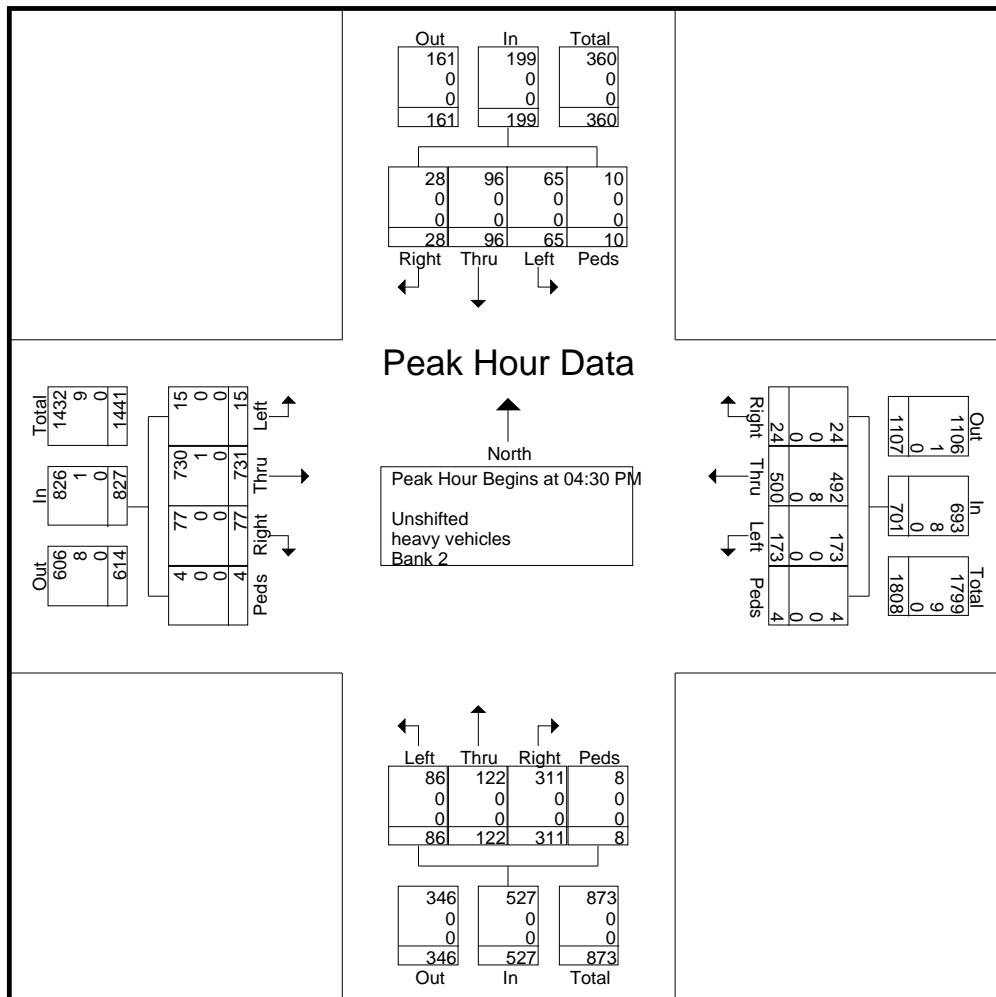 Out In Total
161 199 360
0 0 0
0 0 0
161 199 360
28 96 65 10
0 0 0 0
0 0 0 0
28 96 65 10
Right Thru Left Peds
Peak Hour Data
North
Peak Hour Begins at 04:30 PM
Unshifted
heavy vehicles
Bank 2
Total
1432
9
0
1441
In
826
1
0
827
Out
606
8
0
614
15
0
0
15
Left
730
1
0
731
Thru
77
0
0
77
Right
4
0
0
4
Peds
Right
24
0
0
24
Thru
492
8
0
500
Left
173
0
0
173
Peds
4
0
0
4
Out
1106
1
0
1107
In
693
8
0
701
Total
1799
9
0
1808
Left Thru Right Peds
86 122 311 8
0 0 0 0
0 0 0 0
86 122 311 8
346 527 873
0 0 0
0 0 0
346 527 873
Out In Total